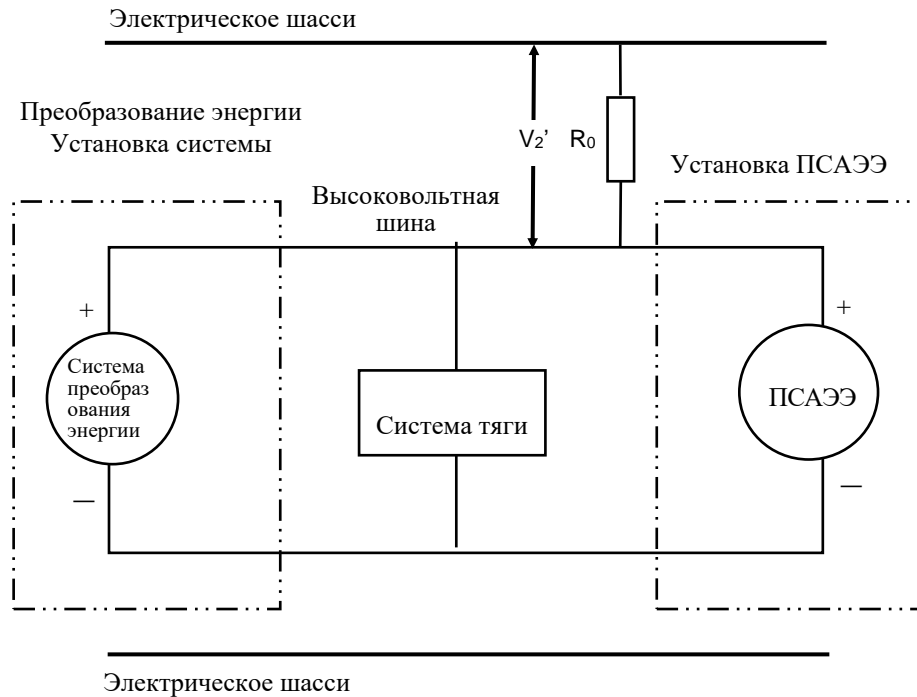 Электрическое шасси
Преобразование энергии
Установка системы
V2’
R0
Установка ПСАЭЭ
Высоковольтная
шина
+
+
Система
преобраз
ования
энергии
ПСАЭЭ
Система тяги
—
—
Электрическое шасси